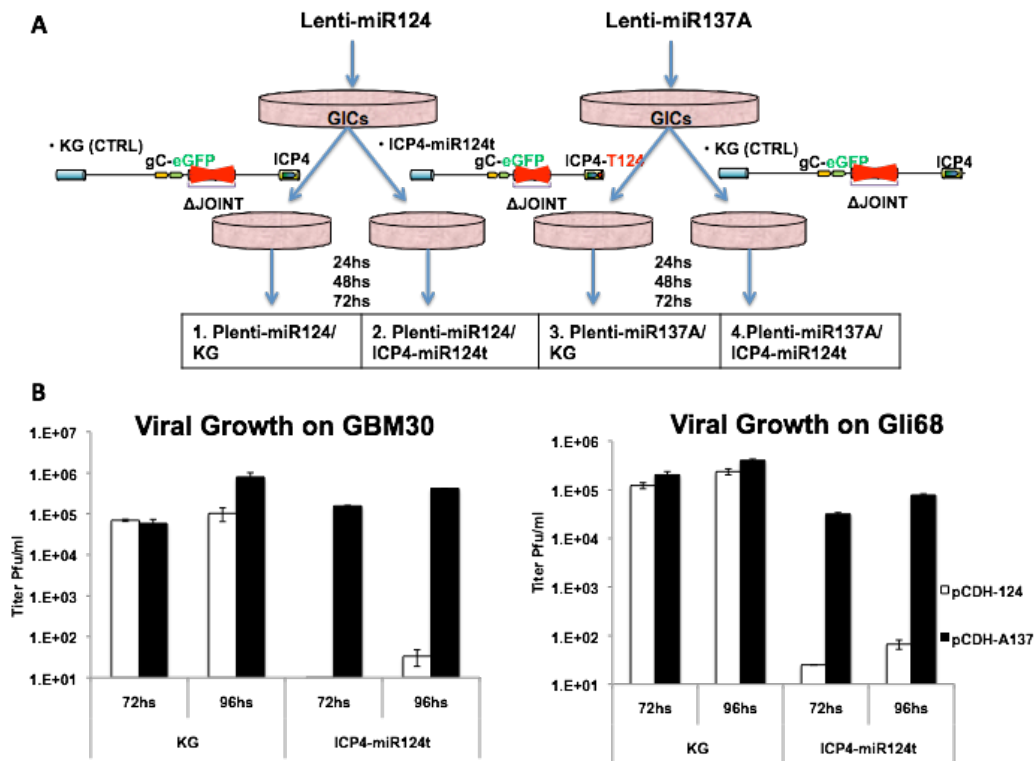 A
Lenti-miR124
Lenti-miR137A
GICs
GICs
• KG (CTRL)
gC-eGFP
ICP4
ΔJOINT
• ICP4-miR124t
gC-eGFP
ICP4-T124
ΔJOINT
• KG (CTRL)
gC-eGFP
ICP4
ΔJOINT
24hs
48hs
72hs
24hs
48hs
72hs
1. Plenti-miR124/
KG
2. Plenti-miR124/
ICP4-miR124t
3. Plenti-miR137A/
KG
4.Plenti-miR137A/
ICP4-miR124t
B
Viral Growth on GBM30
Titer Pfu/ml
1.E+07
1.E+06
1.E+05
1.E+04
1.E+03
1.E+02
1.E+01
72hs
96hs
72hs
96hs
KG
ICP4-miR124t
Viral Growth on Gli68
Titer Pfu/ml
1.E+06
1.E+05
1.E+04
1.E+03
1.E+02
1.E+01
72hs
96hs
72hs
96hs
KG
ICP4-miR124t
pCDH-124
pCDH-A137